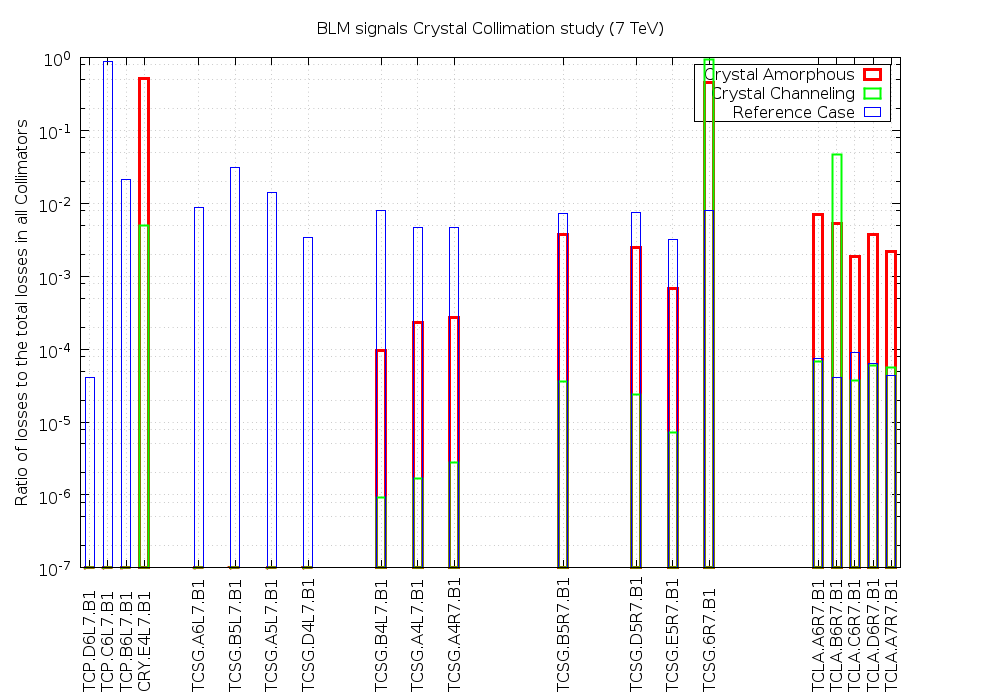 BLM signals Crystal Collimation study (7 TeV)
Ratio of losses to the total losses in all Collimators
10^0
10^-1
10^-2
10^-3
10^-4
10^-5
10^-6
10^-7
Crystal Amorphous
Crystal Channeling
Reference Case
TCP.D6L7.B1
TCP.C6L7.B1
TCP.B6L7.B1
CRY.E4L7.B1
TCSG.A6L7.B1
TCSG.B5L7.B1
TCSG.A5L7.B1
TCSG.D4L7.B1
TCSG.B4L7.B1
TCSG.A4L7.B1
TCSG.A4R7.B1
TCSG.B5R7.B1
TCSG.D5R7.B1
TCSG.E5R7.B1
TCSG.6R7.B1
TCLA.A6R7.B1
TCLA.B6R7.B1
TCLA.C6R7.B1
TCLA.D6R7.B1
TCLA.A7R7.B1